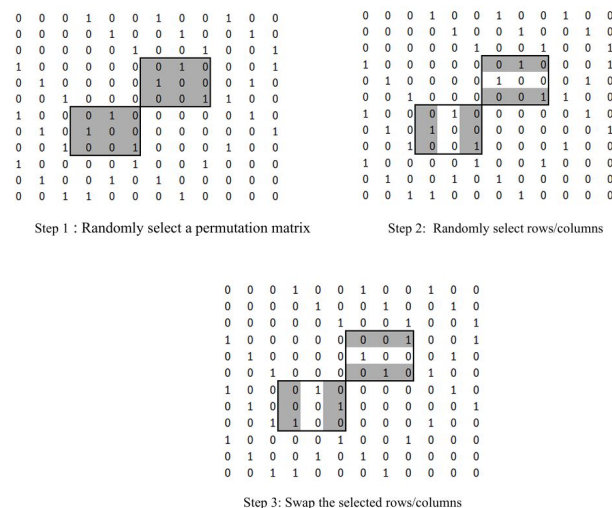 0 0 0 1 0 0 1 0 0 1 0 0
0 0 0 0 1 0 0 1 0 0 1 0
0 0 0 0 0 1 0 0 1 0 0 1
1 0 0 0 0 0 0 1 0 0 0 1
0 1 0 0 0 0 1 0 0 0 1 0
0 0 1 0 0 0 0 0 1 1 0 0
1 0 0 0 1 0 0 0 0 0 1 0
0 1 0 1 0 0 0 0 0 0 0 1
0 0 1 0 0 1 0 0 0 1 0 0
1 0 0 0 0 1 0 0 1 0 0 0
0 1 0 0 1 0 1 0 0 0 0 0
0 0 1 1 0 0 0 1 0 0 0 0
Step 1 : Randomly select a permutation matrix
0 0 0 1 0 0 1 0 0 1 0 0
0 0 0 0 1 0 0 1 0 0 1 0
0 0 0 0 0 1 0 0 1 0 0 1
1 0 0 0 0 0 0 1 0 0 0 1
0 1 0 0 0 0 1 0 0 0 1 0
0 0 1 0 0 0 0 0 1 1 0 0
1 0 0 0 1 0 0 0 0 0 1 0
0 1 0 1 0 0 0 0 0 0 0 1
0 0 1 0 0 1 0 0 0 1 0 0
1 0 0 0 0 1 0 0 1 0 0 0
0 1 0 0 1 0 1 0 0 0 0 0
0 0 1 1 0 0 0 1 0 0 0 0
Step 2: Randomly select rows/columns
0 0 0 1 0 0 1 0 0 1 0 0
0 0 0 0 1 0 0 1 0 0 1 0
0 0 0 0 0 1 0 0 1 0 0 1
1 0 0 0 0 0 0 0 1 0 0 1
0 1 0 0 0 0 1 0 0 0 1 0
0 0 1 0 0 0 0 1 0 1 0 0
1 0 0 0 1 0 0 0 0 0 1 0
0 1 0 0 0 1 0 0 0 0 0 1
0 0 1 1 0 0 0 0 0 1 0 0
1 0 0 0 0 1 0 0 1 0 0 0
0 1 0 0 1 0 1 0 0 0 0 0
0 0 1 1 0 0 0 1 0 0 0 0
Step 3: Swap the selected rows/columns